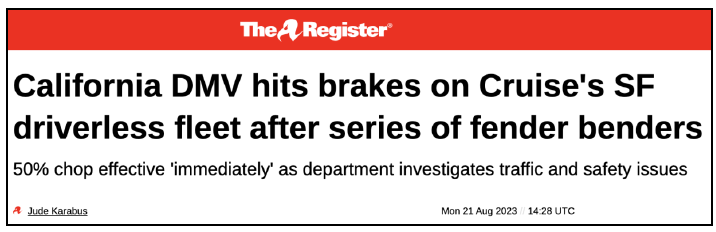 The Register®
California DMV hits brakes on Cruise's SF
driverless fleet after series of fender benders
50% chop effective 'immediately' as department investigates traffic and safety issues
Jude Karabus
Mon 21 Aug 2023 // 14:28 UTC